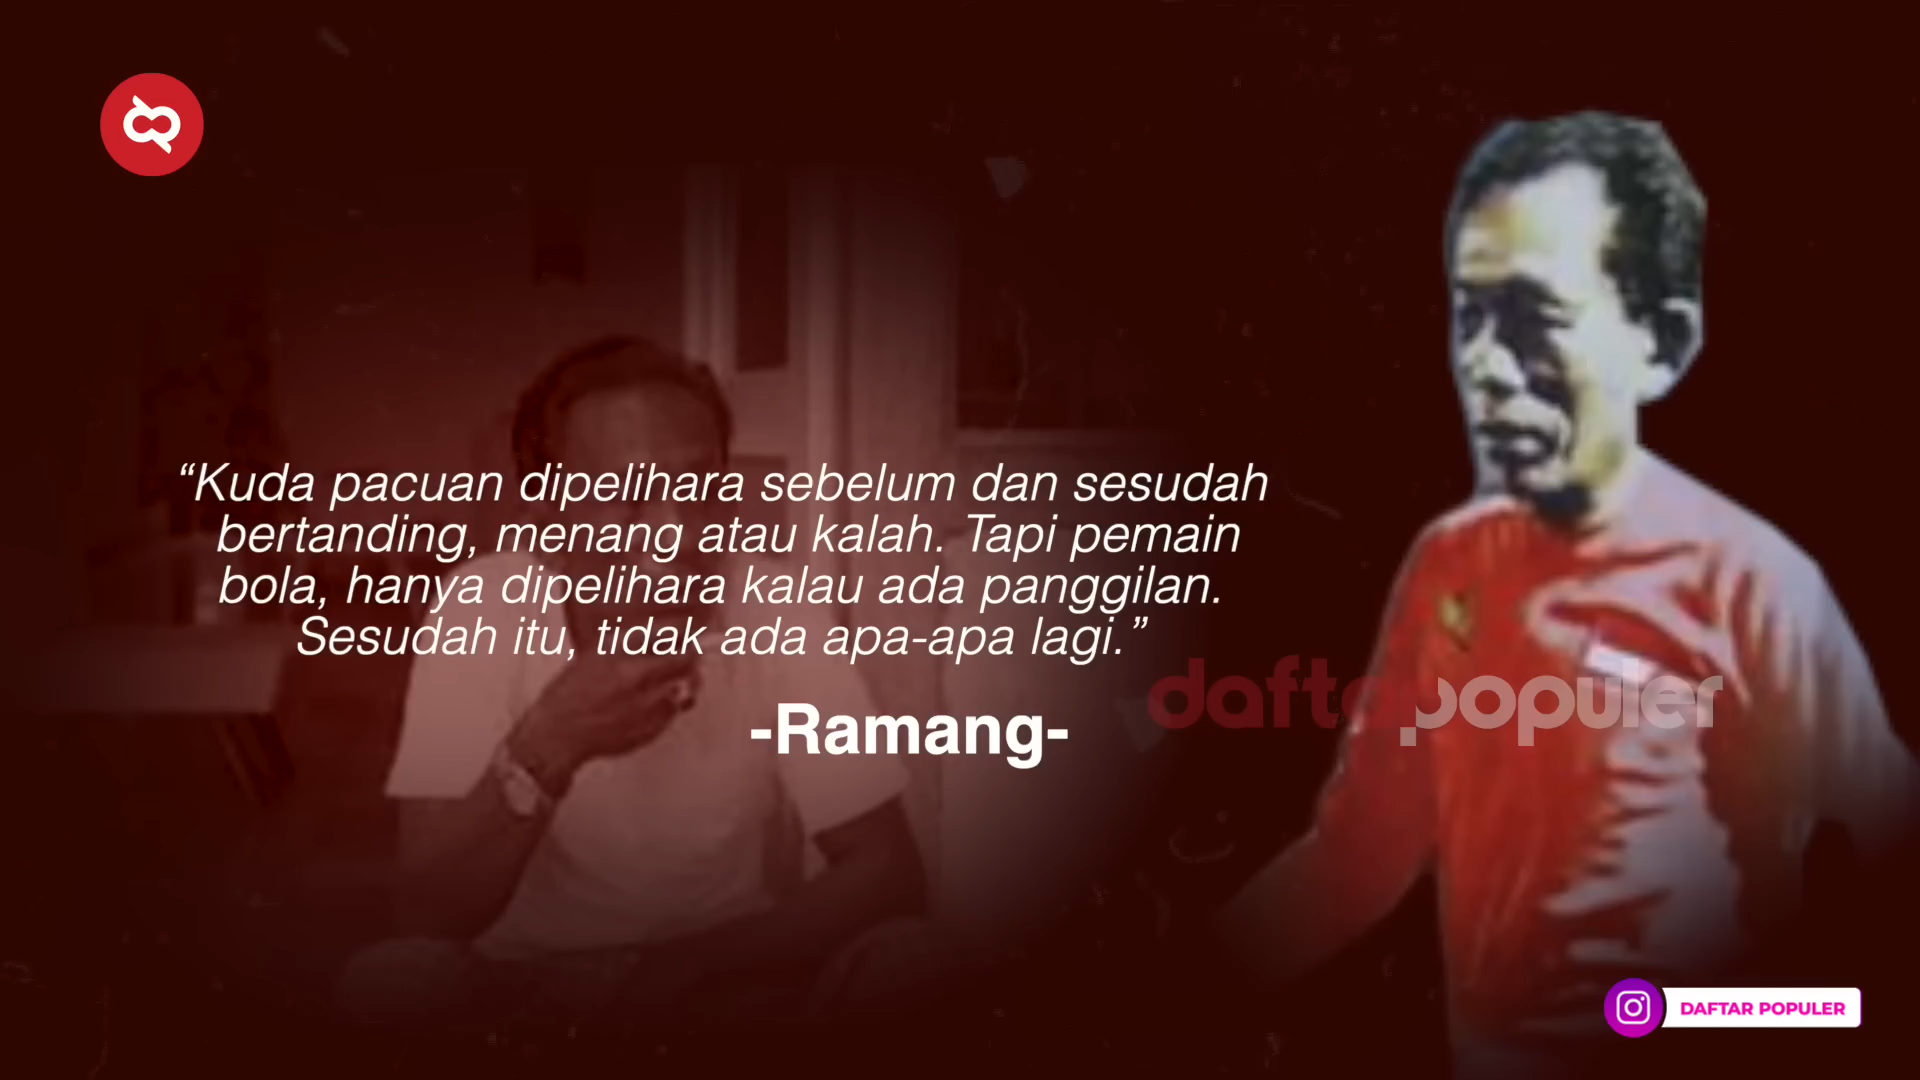 “Kuda pacuan dipelihara sebelum dan sesudah
bertanding, menang atau kalah. Tapi pemain
bola, hanya dipelihara kalau ada panggilan.
Sesudah itu, tidak ada apa-apa lagi.”
-Ramang-
daftarpopuler
DAFTAR POPULER